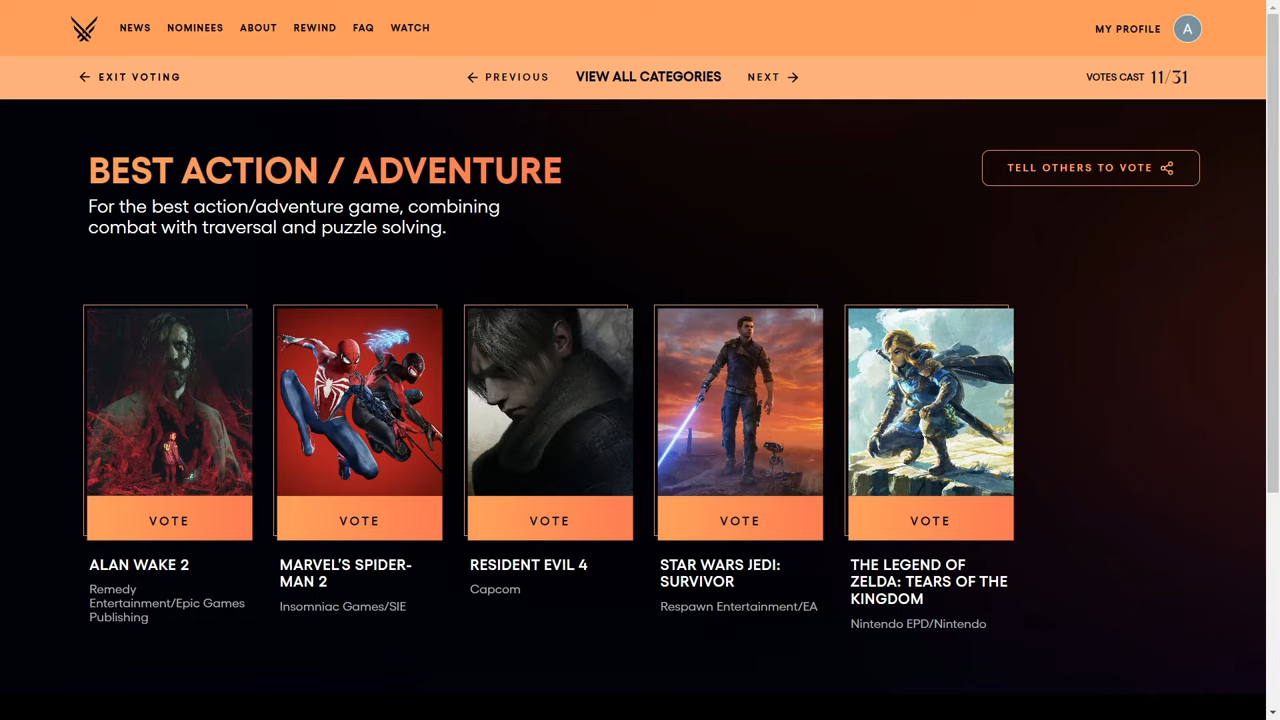 NEWS NOMINEES ABOUT REWIND FAQ WATCH
MY PROFILE A
EXIT VOTING
PREVIOUS VIEW ALL CATEGORIES NEXT
VOTES CAST 11/31
BEST ACTION / ADVENTURE
TELL OTHERS TO VOTE
For the best action/adventure game, combining
combat with traversal and puzzle solving.
VOTE
ALAN WAKE 2
Remedy
Entertainment/Epic Games
Publishing
VOTE
MARVEL’S SPIDER-
MAN 2
Insomniac Games/SIE
VOTE
RESIDENT EVIL 4
Capcom
VOTE
STAR WARS JEDI:
SURVIVOR
Respawn Entertainment/EA
VOTE
THE LEGEND OF
ZELDA: TEARS OF THE
KINGDOM
Nintendo EPD/Nintendo